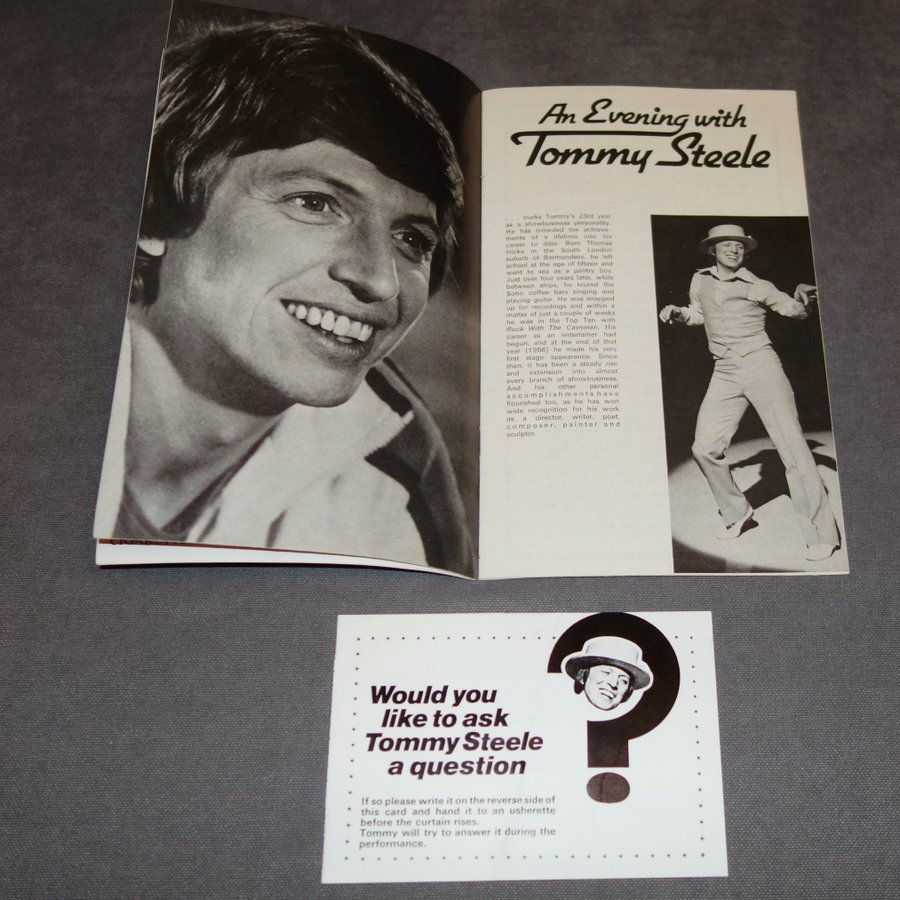 An Evening with
Tommy Steele
. . . marks Tommy's 23rd year
as a showbusiness personality.
He has crowded the achieve-
ments of a lifetime into his
career to date. Born Thomas
Hicks in the South London
suburb of Bermondsey, he left
school at the age of fifteen and
went to sea as a pantry boy.
Just over four years later, while
between ships, he toured the
Soho coffee bars singing and
playing guitar. He was snapped
up for recordings and within a
matter of just a couple of weeks
he was in the Top Ten with
Rock With The Caveman. His
career as an entertainer had
begun, and at the end of that
year (1956) he made his very
first stage appearance. Since
then, it has been a steady rise
and extension into almost
every branch of showbusiness.
And his other personal
accomplishments have
flourished too, as he has won
wide recognition for his work
as a director, writer, poet,
composer, painter and
sculptor.
Would you
like to ask
Tommy Steele
a question
?
If so please write it on the reverse side of
this card and hand it to an usherette
before the curtain rises.
Tommy will try to answer it during the
performance.